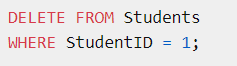 DELETE FROM Students
WHERE StudentID = 1;